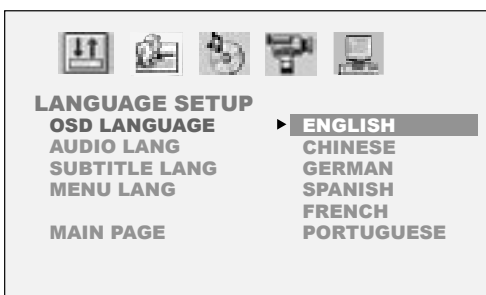 LANGUAGE SETUP
OSD LANGUAGE ENGLISH
AUDIO LANG CHINESE
SUBTITLE LANG GERMAN
MENU LANG SPANISH
FRENCH
MAIN PAGE PORTUGUESE